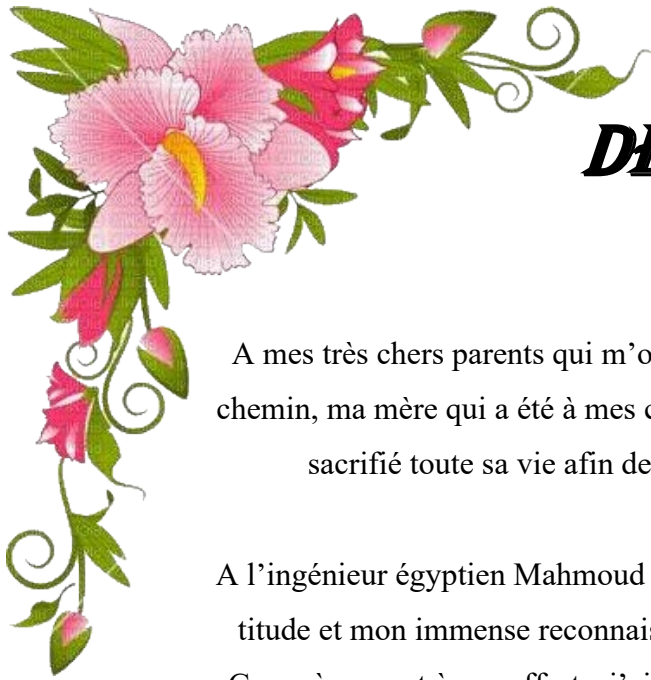 A mes très chers parents qui m’o
chemin, ma mère qui a été à mes
sacrifié toute sa vie afin de
A l’ingénieur égyptien Mahmoud
titude et mon immense reconnais